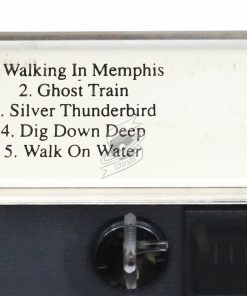 Walking In Memphis
2. Ghost Train
. Silver Thunderbird
4. Dig Down Deep
5. Walk On Water